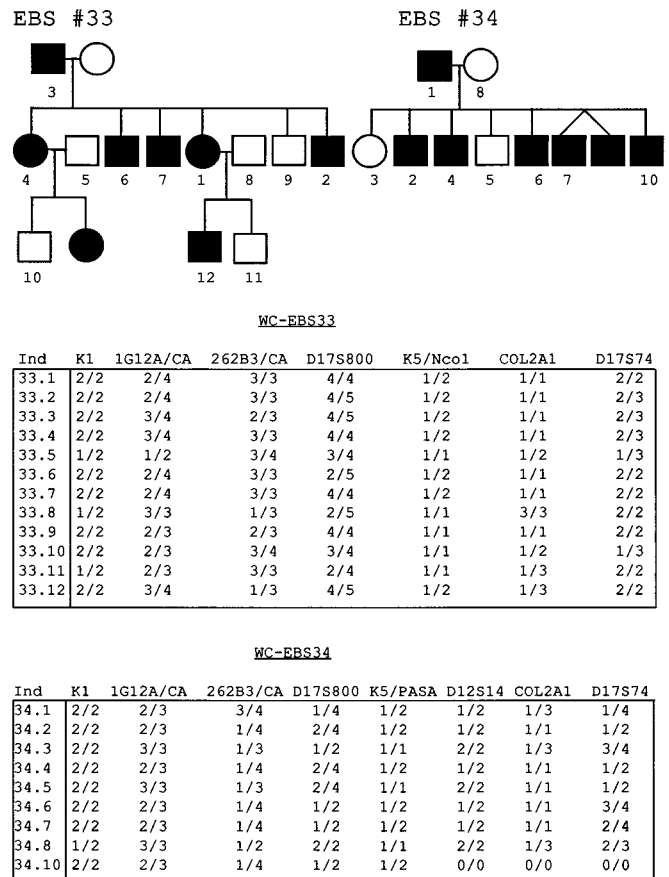 EBS #33 EBS #34
3 1 8
4 5 6 7 1 8 9 2 3 2 4 5 6 7 10
10 12 11
WC-EBS33
Ind K1 1G12A/CA 262B3/CA D17S800 K5/Nco1 COL2A1 D17S74
33.1 2/2 2/4 3/3 4/4 1/2 1/1 2/2
33.2 2/2 2/4 3/3 4/5 1/2 1/1 2/3
33.3 2/2 3/4 2/3 4/5 1/2 1/1 2/3
33.4 2/2 3/4 3/3 4/4 1/2 1/1 2/3
33.5 1/2 1/2 3/4 3/4 1/1 1/2 1/3
33.6 2/2 2/4 3/3 2/5 1/2 1/1 2/2
33.7 2/2 2/4 3/3 4/4 1/2 1/1 2/2
33.8 1/2 3/3 1/3 2/5 1/1 3/3 2/2
33.9 2/2 2/3 2/3 4/4 1/1 1/1 2/2
33.10 2/2 2/3 3/4 3/4 1/1 1/2 1/3
33.11 1/2 2/3 3/3 2/4 1/1 1/3 2/2
33.12 2/2 3/4 1/3 4/5 1/2 1/3 2/2
WC-EBS34
Ind K1 1G12A/CA 262B3/CA D17S800 K5/PASA D12S14 COL2A1 D17S74
34.1 2/2 2/3 3/4 1/4 1/2 1/2 1/3 1/4
34.2 2/2 2/3 1/4 2/4 1/2 1/2 1/1 1/2
34.3 2/2 3/3 1/3 1/2 1/1 2/2 1/3 3/4
34.4 2/2 2/3 1/4 2/4 1/2 1/2 1/1 1/2
34.5 2/2 3/3 1/3 2/4 1/1 2/2 1/1 1/2
34.6 2/2 2/3 1/4 1/2 1/2 1/2 1/1 3/4
34.7 2/2 2/3 1/4 1/2 1/2 1/2 1/1 2/4
34.8 1/2 3/3 1/2 2/2 1/1 2/2 1/3 2/3
34.10 2/2 2/3 1/4 1/2 1/2 0/0 0/0 0/0